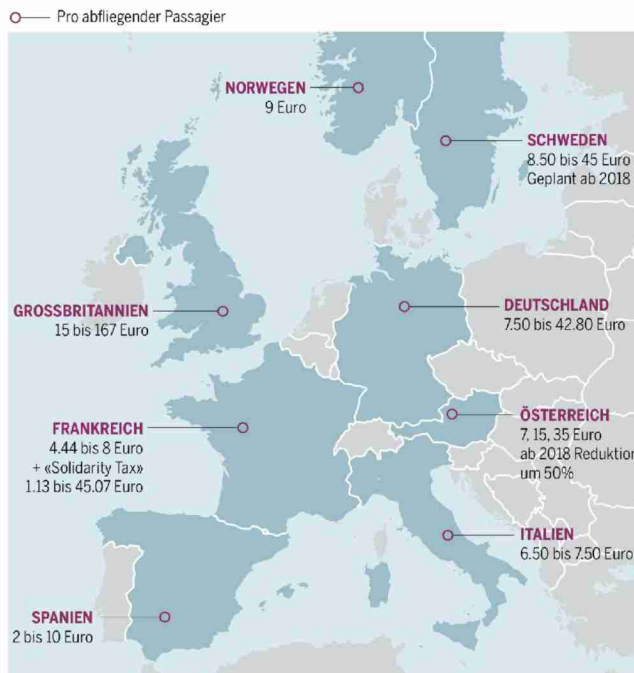 Pro abfliegender Passagier
NORWEGEN
9 Euro
SCHWEDEN
8.50 bis 45 Euro
Geplant ab 2018
GROSSBRITANNIEN
15 bis 167 Euro
DEUTSCHLAND
7.50 bis 42.80 Euro
FRANKREICH
4.44 bis 8 Euro
+ «Solidarity Tax»
1.13 bis 45.07 Euro
ÖSTERREICH
7, 15, 35 Euro
ab 2018 Reduktion
um 50%
ITALIEN
6.50 bis 7.50 Euro
SPANIEN
2 bis 10 Euro